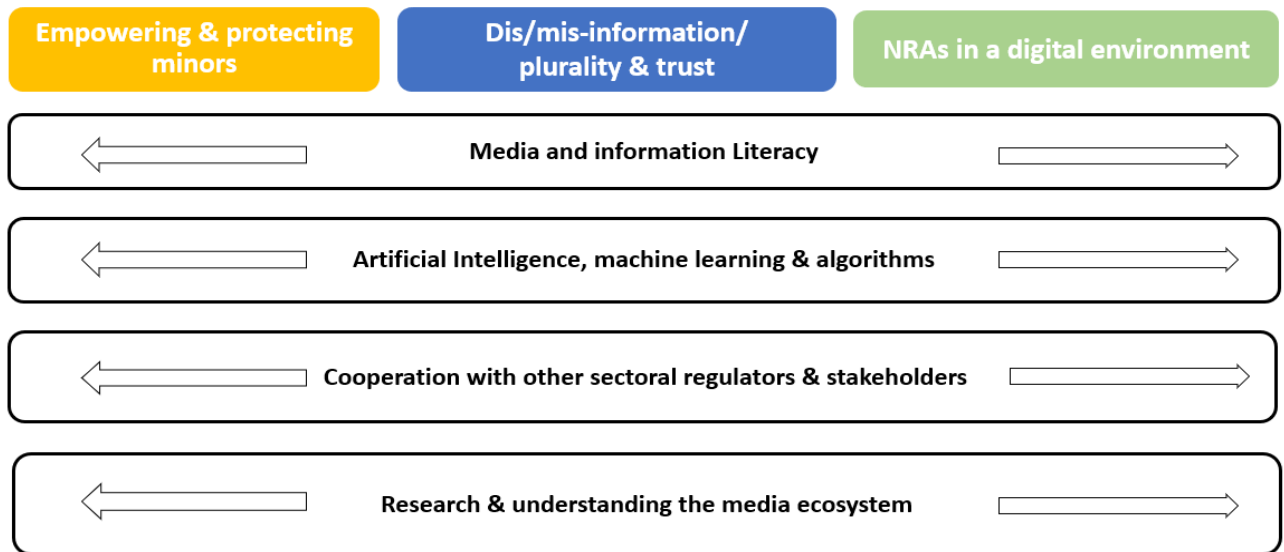 Empowering & protecting
minors
Dis/mis-information/
plurality & trust
NRAs in a digital environment
Media and information Literacy
Artificial Intelligence, machine learning & algorithms
Cooperation with other sectoral regulators & stakeholders
Research & understanding the media ecosystem